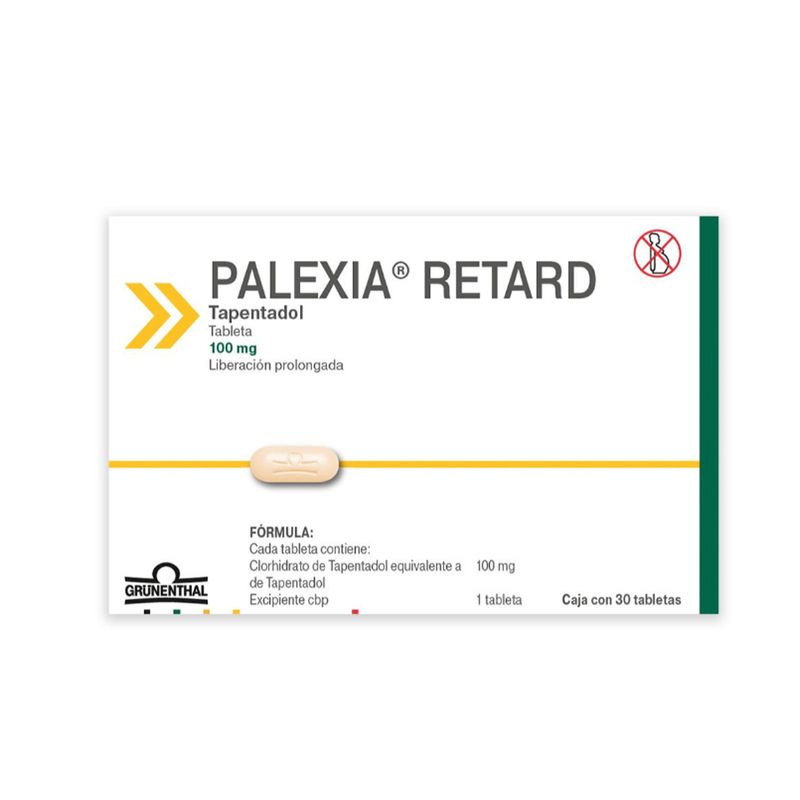 PALEXIA® RETARD
Tapentadol
Tableta
100 mg
Liberación prolongada
FÓRMULA:
Cada tableta contiene:
Clorhidrato de Tapentadol equivalente a 100 mg
de Tapentadol
Excipiente cbp 1 tableta
Caja con 30 tabletas
GRÜNENTHAL